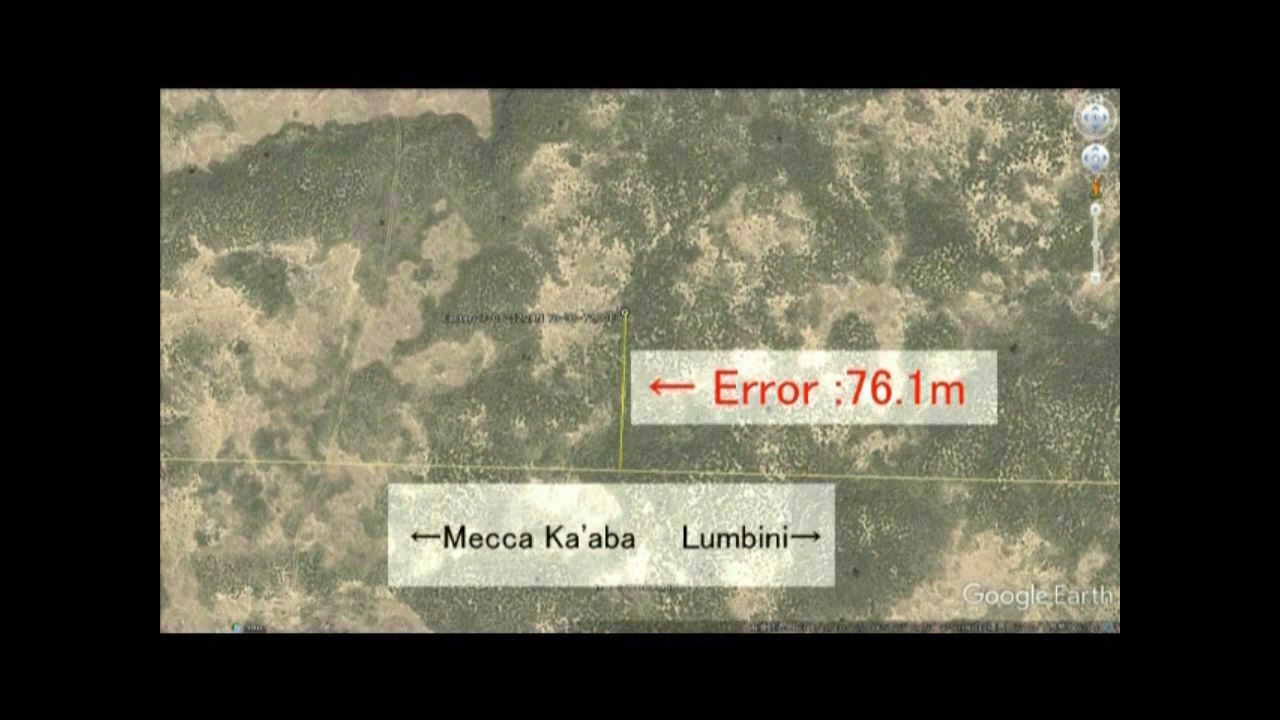 ← Error :76.1m
←Mecca Ka'aba Lumbini→
Google Earth